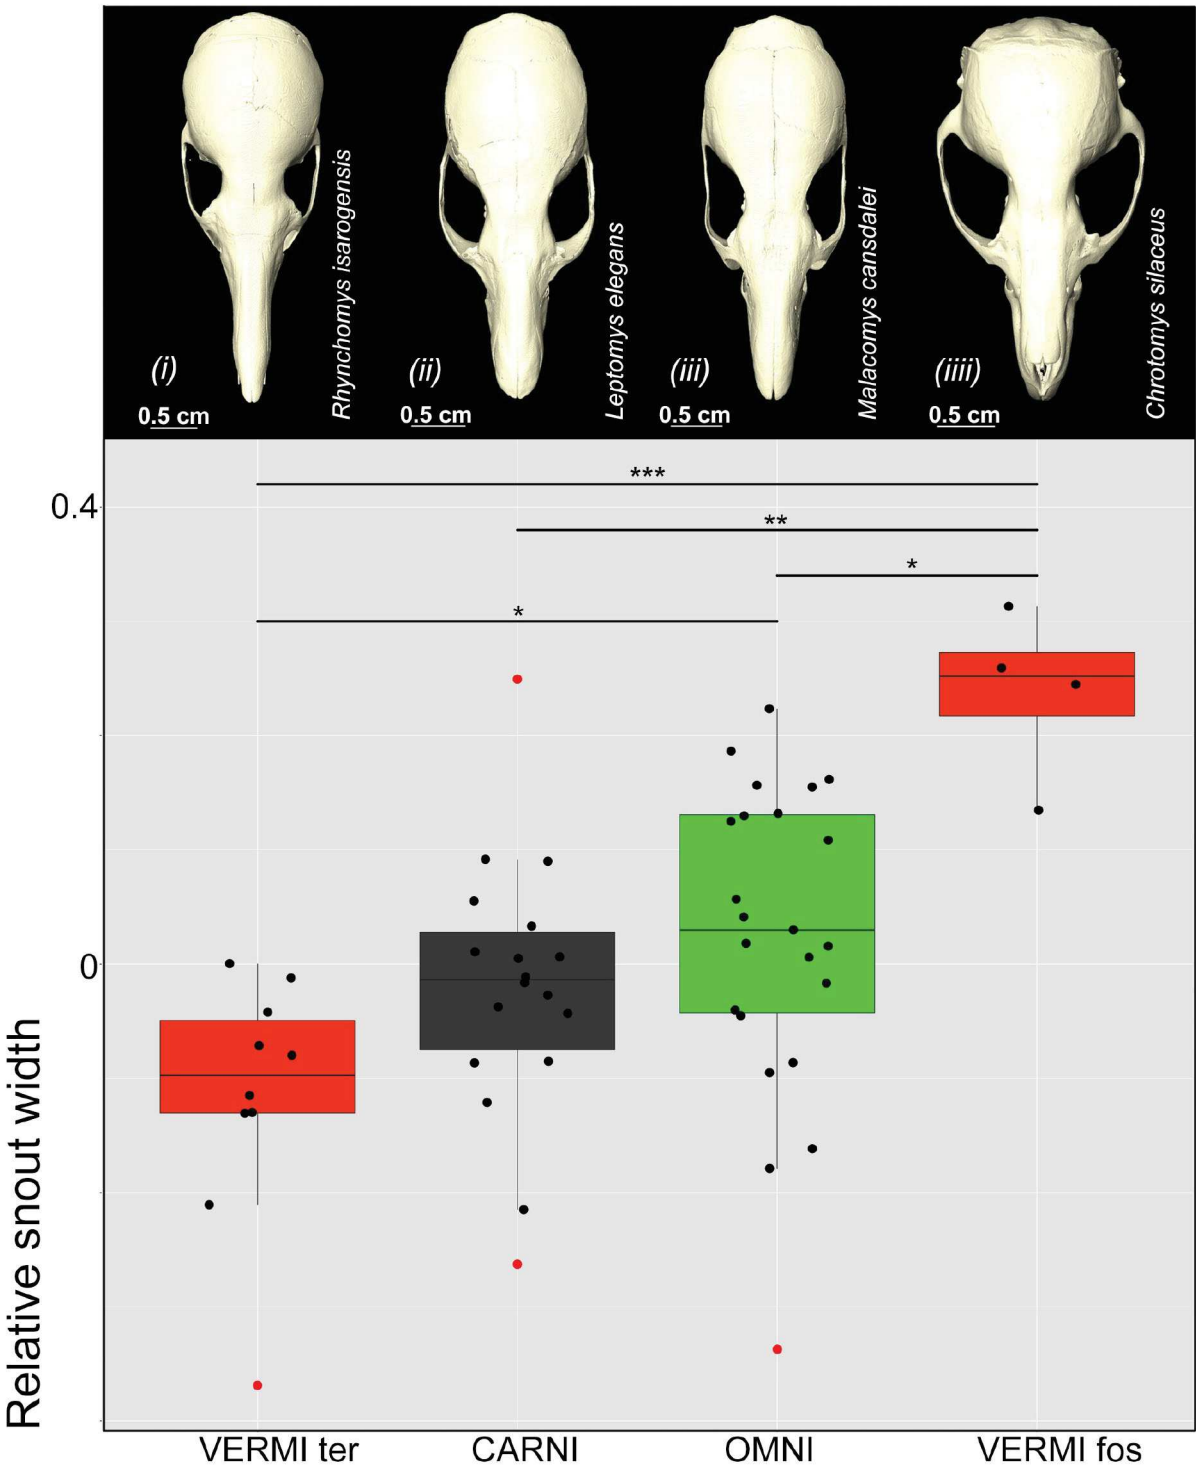 Rhynchomys isarogensis
Leptomys elegans
Malacomys cansdalei
Chrotomys silaceus
(i)
(ii)
(iii)
(iiii)
0.5 cm
0.5 cm
0.5 cm
0.5 cm
***
0.4
**
*
*
0
Relative snout width
VERMI ter
CARNI
OMNI
VERMI fos